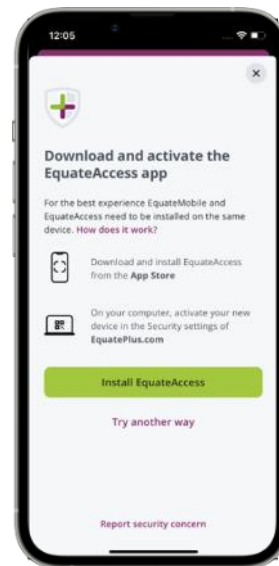 12:05
Download and activate the
EquateAccess app
For the best experience EquateMobile and
EquateAccess need to be installed on the same
device. How does it work?
Download and install EquateAccess
from the App Store
On your computer, activate your new
device in the Security settings of
EquatePlus.com
Install EquateAccess
Try another way
Report security concern